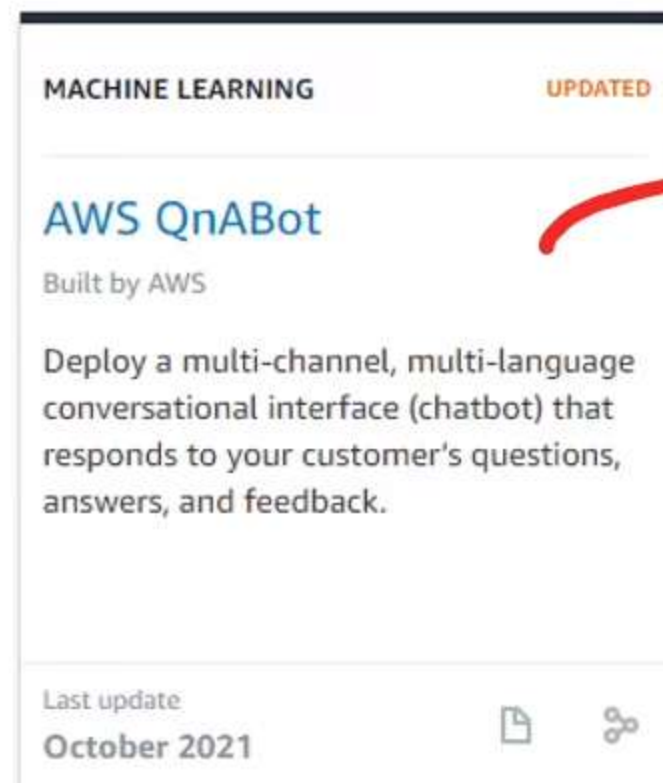 MACHINE LEARNING UPDATED
AWS QnABot
Built by AWS
Deploy a multi-channel, multi-language
conversational interface (chatbot) that
responds to your customer's questions,
answers, and feedback.
Last update
October 2021